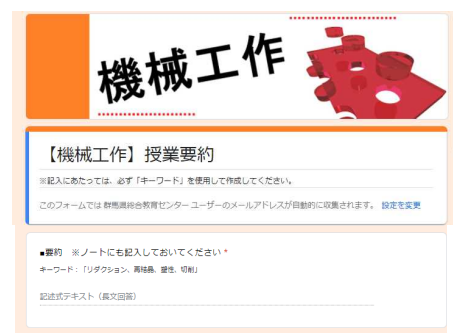 機械工作
【機械工作】授業要約
※記入にあたっては、必ず「キーワード」を使用して作成してください。
このフォームでは 群馬県総合教育センター ユーザーのメールアドレスが自動的に収集されます。 設定を変更
■要約　※ノートにも記入しておいてください *
キーワード：「リダクション、再結晶、塑性、切削」
記述式テキスト（長文回答）